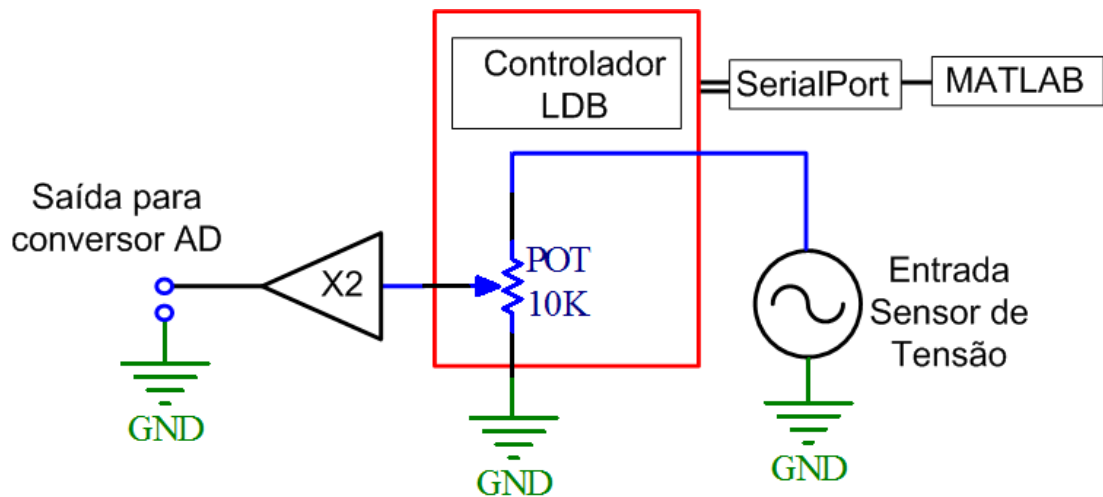 Controlador
LDB
SerialPort
MATLAB
Saída para
conversor AD
X2
POT
10K
Entrada
Sensor de
Tensão
GND
GND
GND